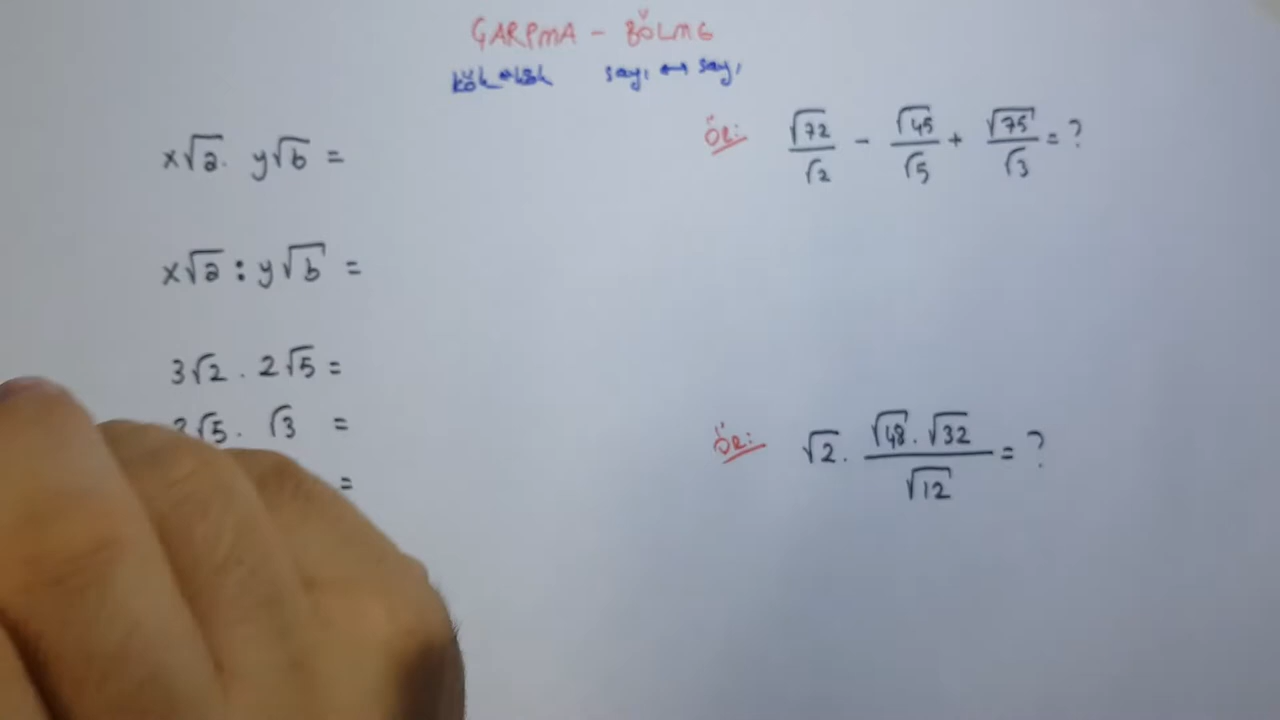 ÇARPMA - BÖLME
kök ↔ kök sayı ↔ sayı
x√a . y√b =
x√a : y√b =
3√2 . 2√5 =
√5 . √3 =
=
Ör: √72/√2 - √45/√5 + √75/√3 = ?
Ör: √2 . √48 . √32/√12 = ?